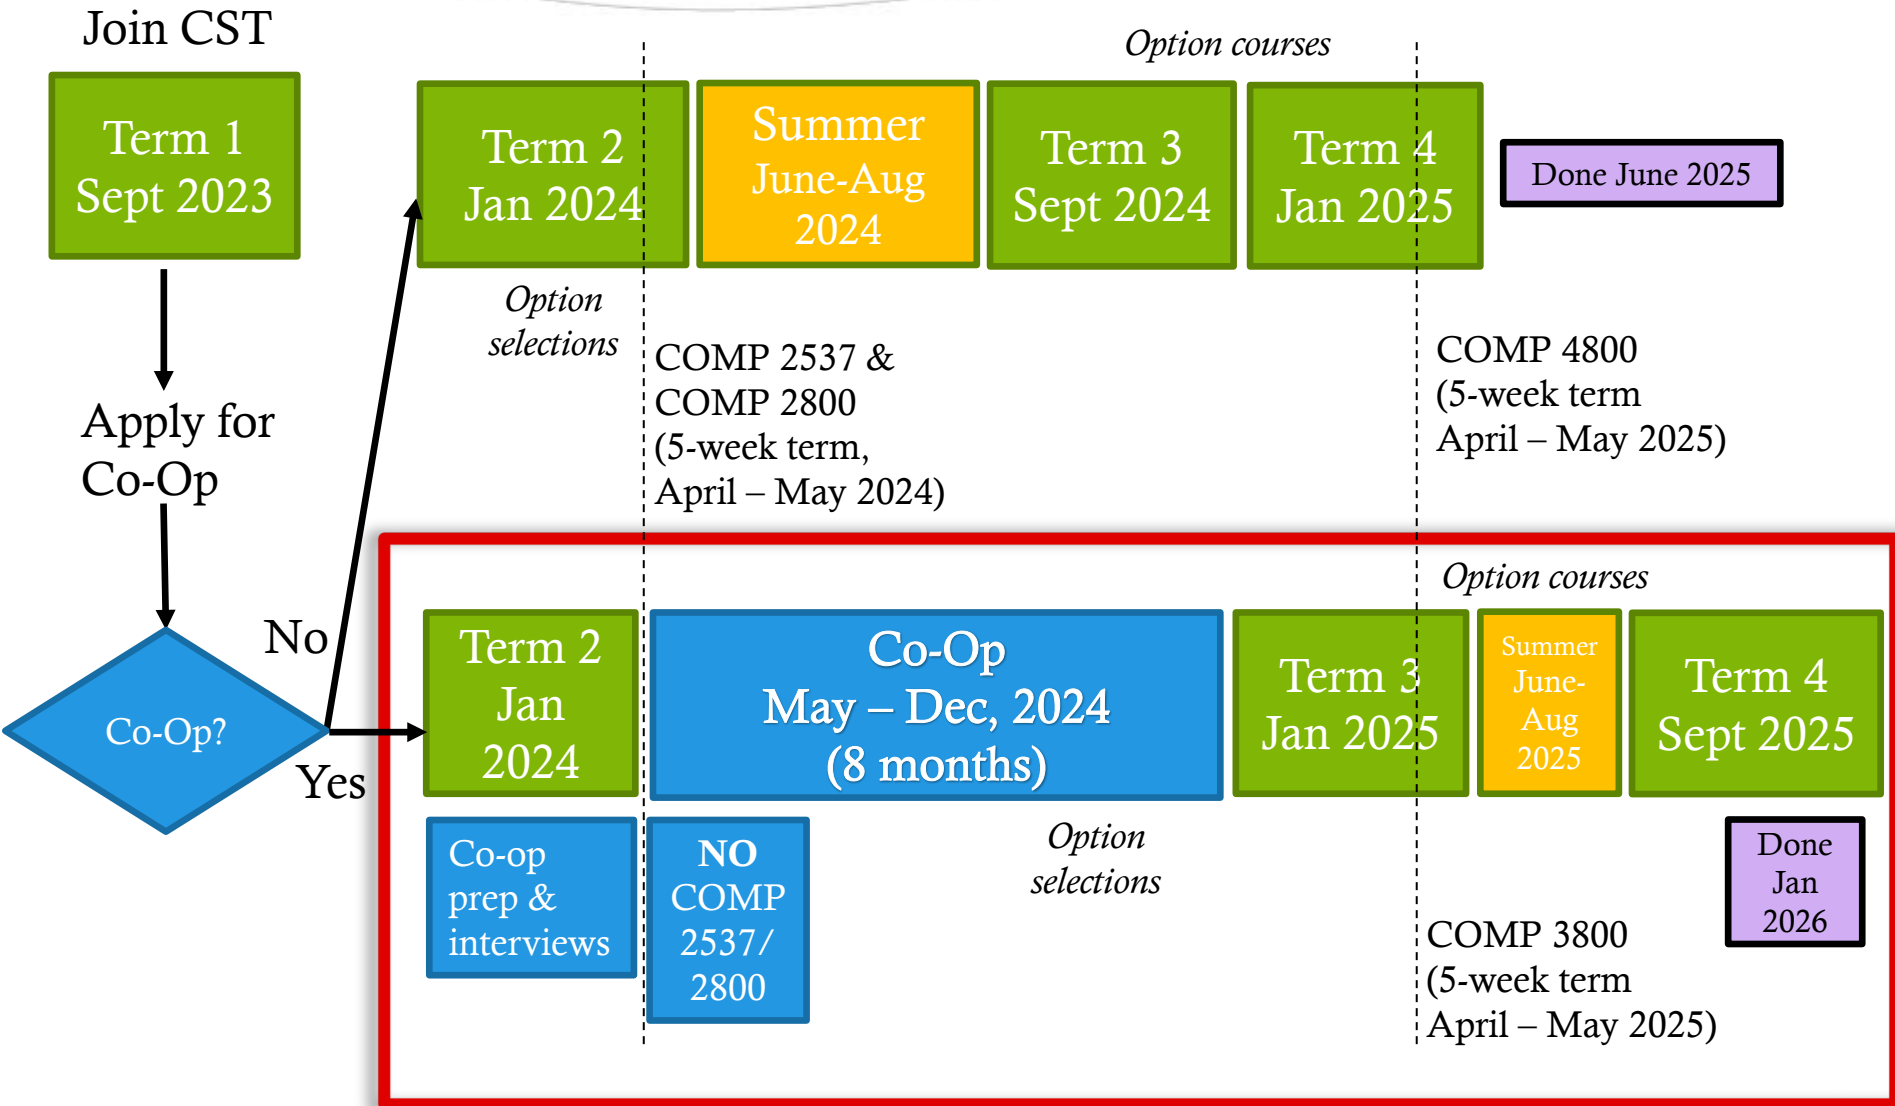 Join CST
Term 1
Sept 2023
Apply for
Co-Op
Co-Op?
No
Yes
Option courses
Term 2
Jan 2024
Summer
June-Aug
2024
Term 3
Sept 2024
Term 4
Jan 2025
Done June 2025
Option
selections
COMP 2537 &
COMP 2800
(5-week term,
April – May 2024)
COMP 4800
(5-week term
April – May 2025)
Option courses
Term 2
Jan
2024
Co-Op
May – Dec, 2024
(8 months)
Term 3
Jan 2025
Summer
June-
Aug
2025
Term 4
Sept 2025
Co-op
prep &
interviews
NO
COMP
2537/
2800
Option
selections
COMP 3800
(5-week term
April – May 2025)
Done
Jan
2026